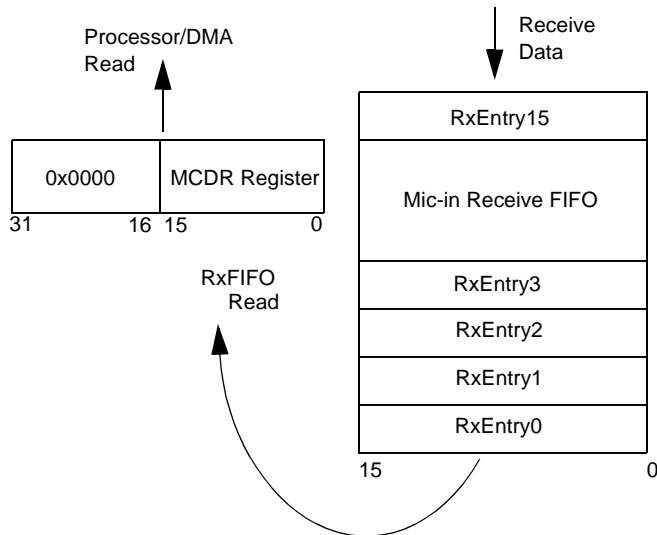 Processor/DMA
Read
Receive
Data
0x0000
MCDR Register
31
16
15
0
RxEntry15
Mic-in Receive FIFO
RxFIFO
Read
RxEntry3
RxEntry2
RxEntry1
RxEntry0
15
0